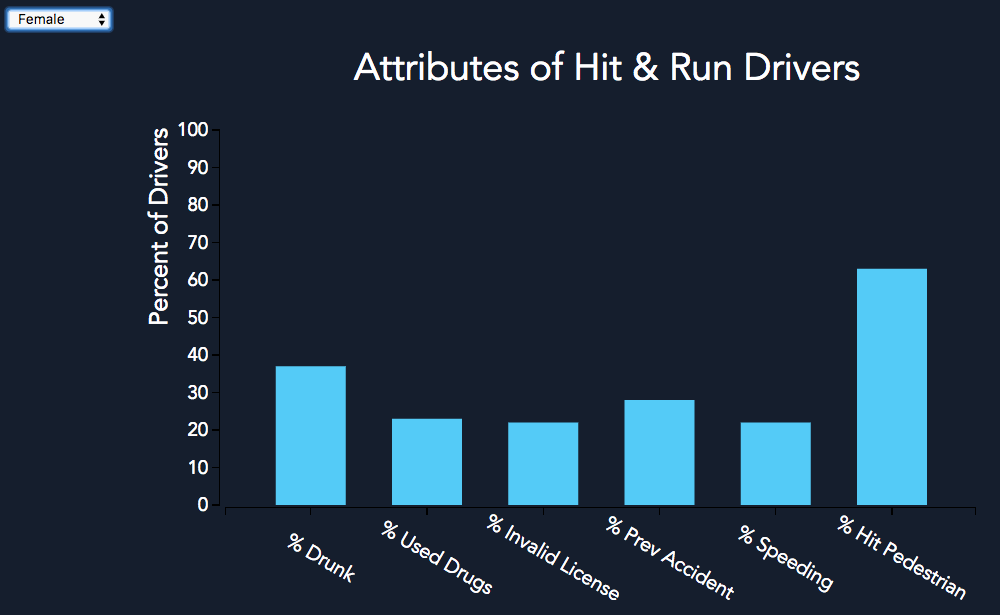 Female
Attributes of Hit & Run Drivers
Percent of Drivers
100
90
80
70
60
50
40
30
20
10
0
% Drunk
% Used Drugs
% Invalid License
% Prev Accident
% Speeding
% Hit Pedestrian